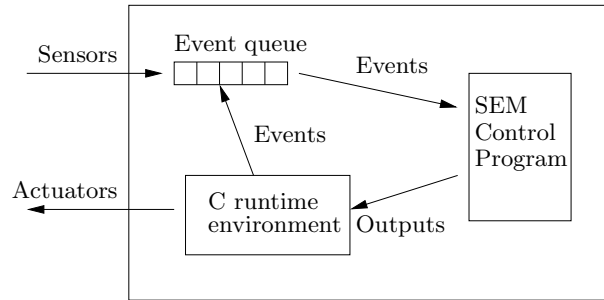 Event queue
Sensors
Events
SEM
Control
Program
Events
Actuators
C runtime
environment
Outputs